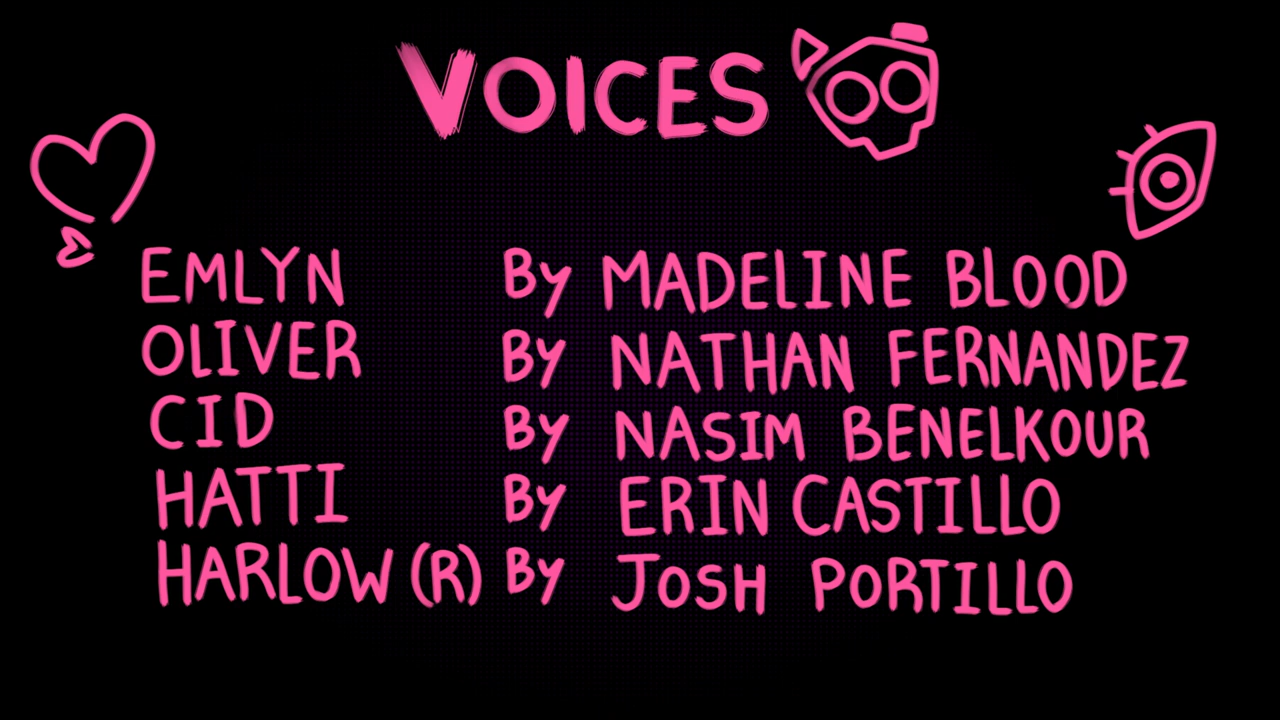 VOICES
EMLYN By MADELINE BLOOD
OLIVER By NATHAN FERNANDEZ
CID By NASIM BENELKOUR
HATTI By ERIN CASTILLO
HARLOW (R) By JOSH PORTILLO